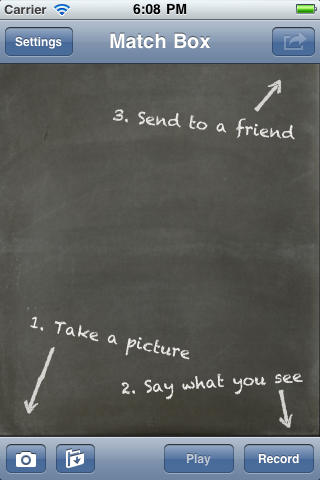 Carrier 6:08 PM
Settings Match Box
3. Send to a friend
1. Take a picture
2. Say what you see
Play Record